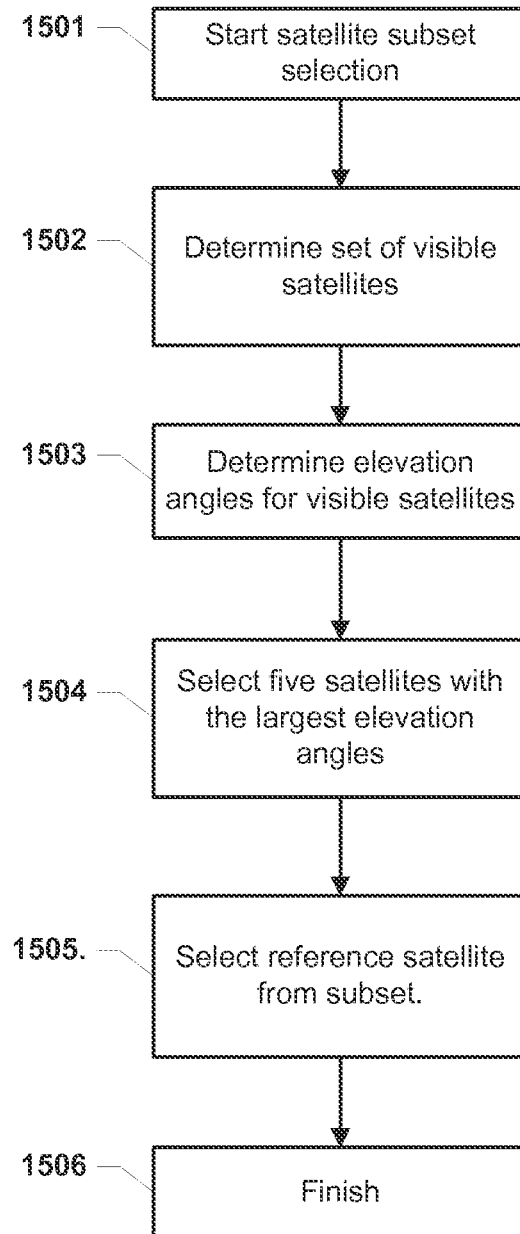 1501
Start satellite subset
selection
1502
Determine set of visible
satellites
1503
Determine elevation
angles for visible satellites
1504
Select five satellites with
the largest elevation
angles
1505.
Select reference satellite
from subset.
1506
Finish